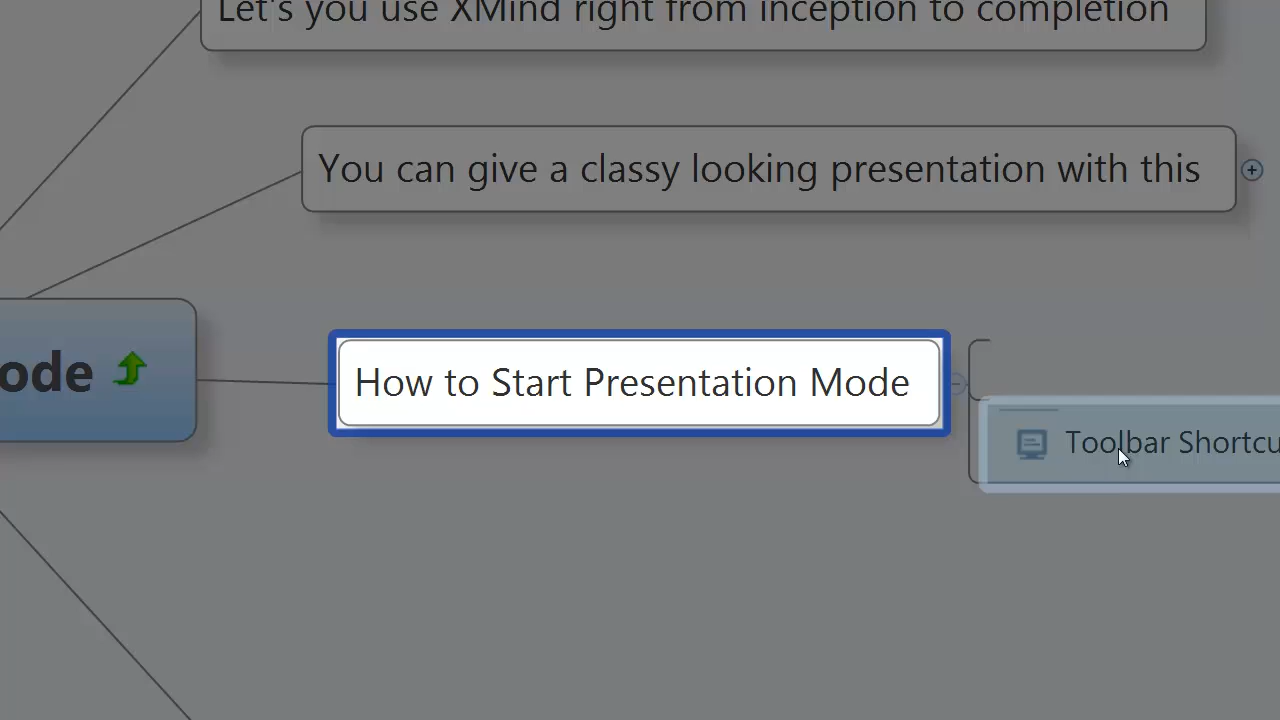 Let's you use XMind right from inception to completion
You can give a classy looking presentation with this
ode
How to Start Presentation Mode
Toolbar Shortcu